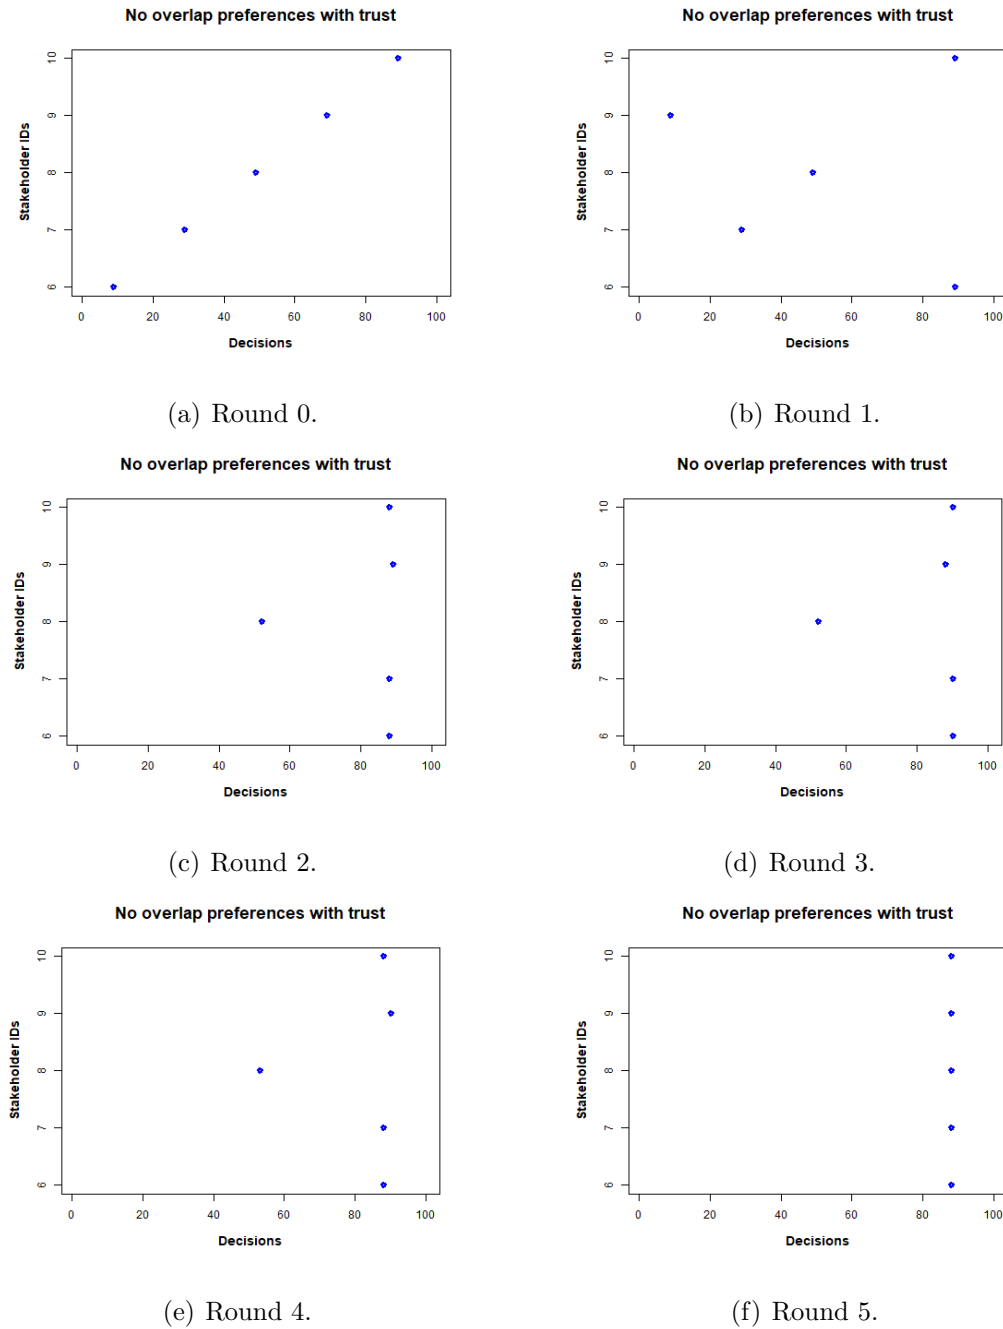 No overlap preferences with trust
Stakeholder IDs
10
9
8
7
6
0 20 40 60 80 100
Decisions
(a) Round 0.
No overlap preferences with trust
Stakeholder IDs
10
9
8
7
6
0 20 40 60 80 100
Decisions
(b) Round 1.
No overlap preferences with trust
Stakeholder IDs
10
9
8
7
6
0 20 40 60 80 100
Decisions
(c) Round 2.
No overlap preferences with trust
Stakeholder IDs
10
9
8
7
6
0 20 40 60 80 100
Decisions
(d) Round 3.
No overlap preferences with trust
Stakeholder IDs
10
9
8
7
6
0 20 40 60 80 100
Decisions
(e) Round 4.
No overlap preferences with trust
Stakeholder IDs
10
9
8
7
6
0 20 40 60 80 100
Decisions
(f) Round 5.